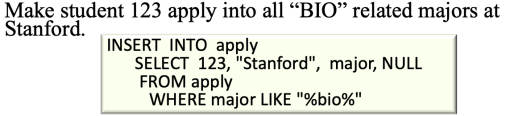 Make student 123 apply into all “BIO” related majors at
Stanford.
INSERT INTO apply
SELECT 123, "Stanford", major, NULL
FROM apply
WHERE major LIKE "%bio%"